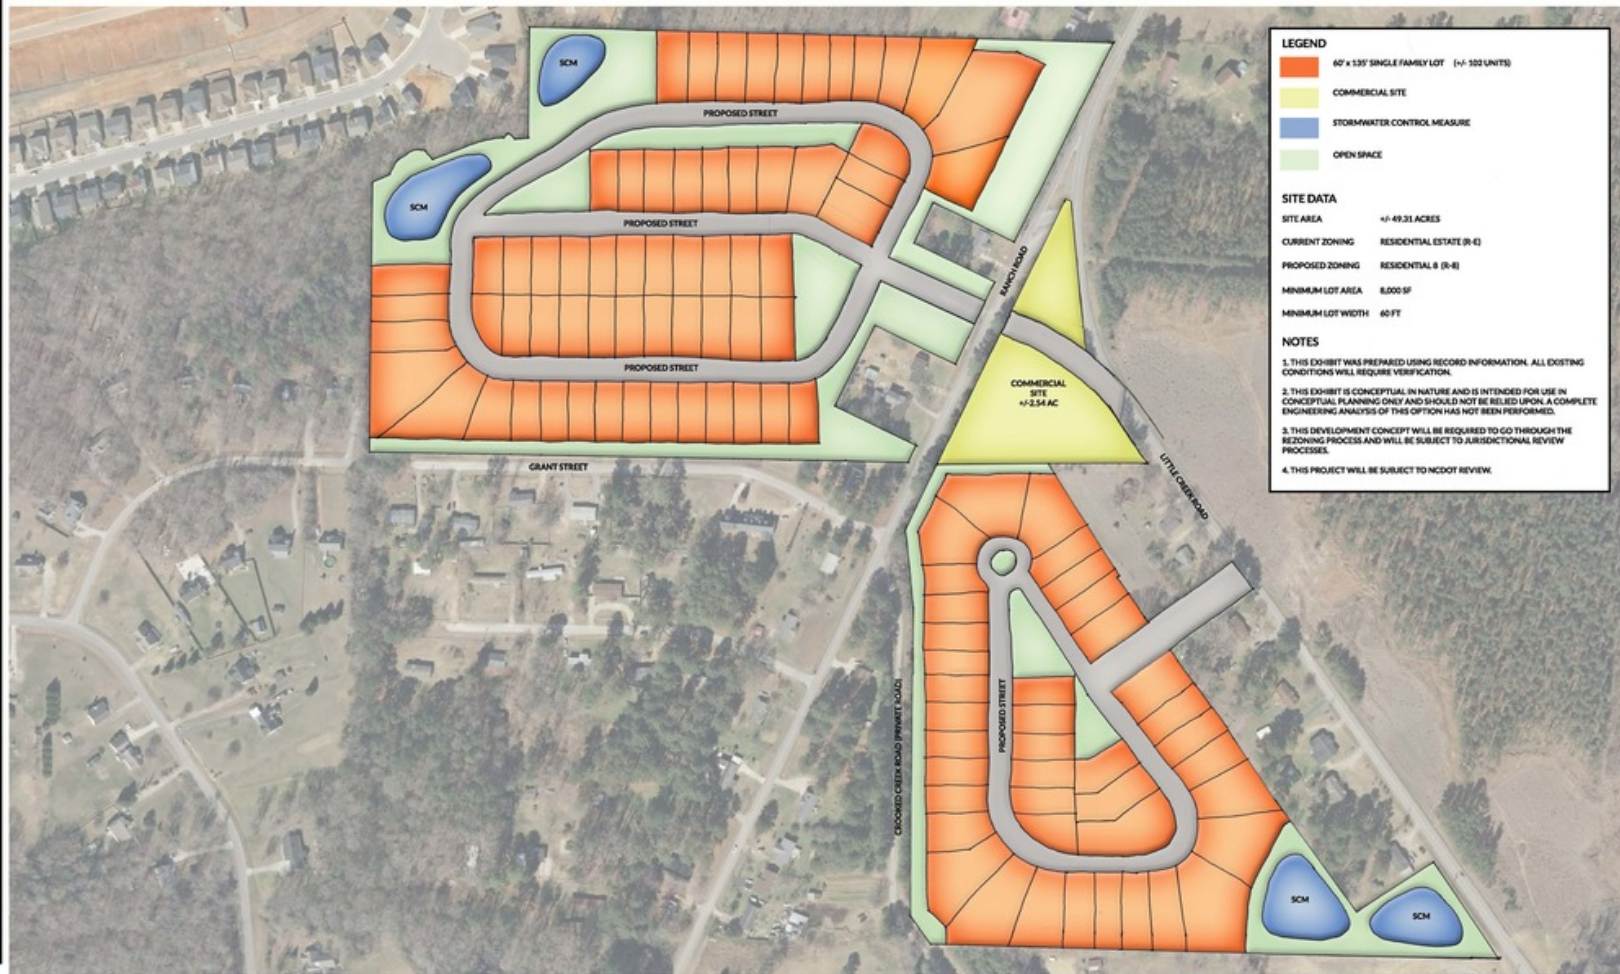 LEGEND
60' x 135' SINGLE FAMILY LOT (+/- 102 UNITS)
COMMERCIAL SITE
STORMWATER CONTROL MEASURE
OPEN SPACE
SITE DATA
SITE AREA +/- 49.31 ACRES
CURRENT ZONING RESIDENTIAL ESTATE (R-E)
PROPOSED ZONING RESIDENTIAL 8 (R-8)
MINIMUM LOT AREA 8,000 SF
MINIMUM LOT WIDTH 60 FT
NOTES
1. THIS EXHIBIT WAS PREPARED USING RECORD INFORMATION. ALL EXISTING
CONDITIONS WILL REQUIRE VERIFICATION.
2. THIS EXHIBIT IS CONCEPTUAL IN NATURE AND IS INTENDED FOR USE IN
CONCEPTUAL PLANNING ONLY AND SHOULD NOT BE RELIED UPON. A COMPLETE
ENGINEERING ANALYSIS OF THIS OPTION HAS NOT BEEN PERFORMED.
3. THIS DEVELOPMENT CONCEPT WILL BE REQUIRED TO GO THROUGH THE
REZONING PROCESS AND WILL BE SUBJECT TO JURISDICTIONAL REVIEW
PROCESSES.
4. THIS PROJECT WILL BE SUBJECT TO NCDOT REVIEW.
SCM
PROPOSED STREET
SCM
PROPOSED STREET
RANCH ROAD
PROPOSED STREET
COMMERCIAL
SITE
+/-2.54 AC
GRANT STREET
LITTLE CREEK ROAD
PROPOSED STREET
CROOKED CREEK ROAD (PRIVATE ROAD)
SCM
SCM